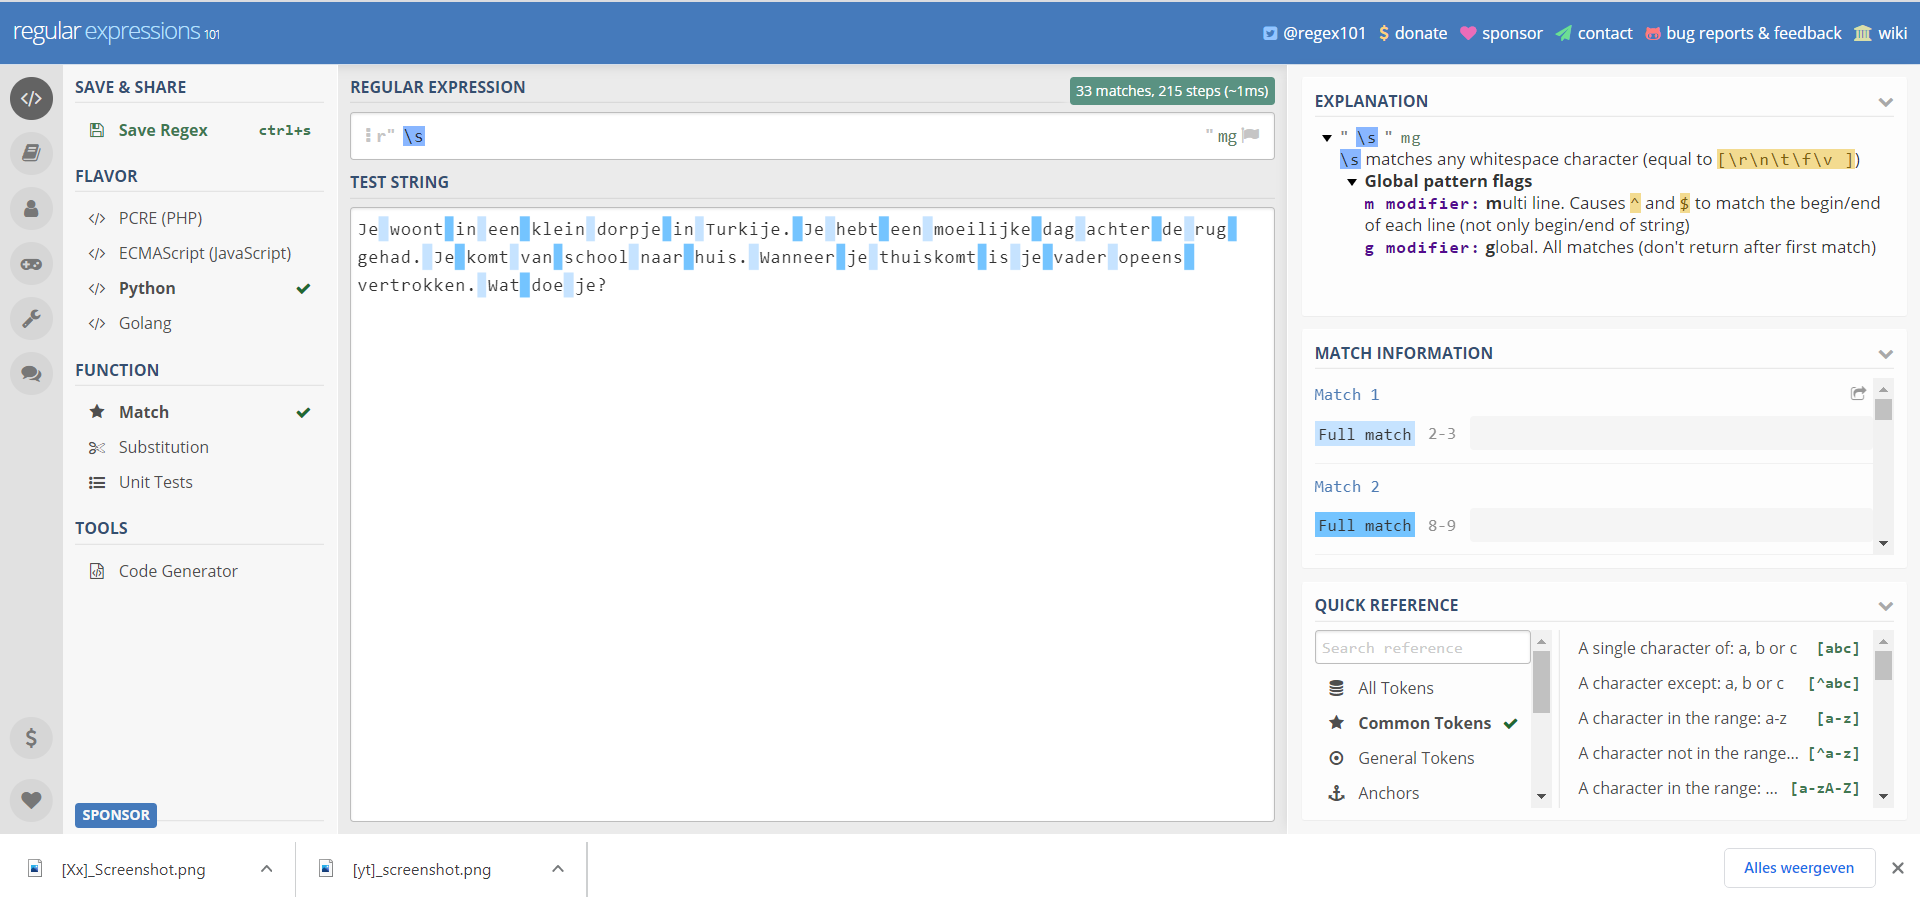 regular expressions 101
@regex101 $ donate sponsor contact bug reports & feedback wiki
SAVE & SHARE
Save Regex ctrl+s
FLAVOR
</> PCRE (PHP)
</> ECMAScript (JavaScript)
</> Python
</> Golang
FUNCTION
Match
Substitution
Unit Tests
TOOLS
Code Generator
SPONSOR
REGULAR EXPRESSION
33 matches, 215 steps (~1ms)
r" \s " mg
TEST STRING
Je woont in een klein dorpje in Turkije. Je hebt een moeilijke dag achter de rug
gehad. Je komt van school naar huis. Wanneer je thuiskomt is je vader opeens
vertrokken. Wat doe je?
EXPLANATION
" \s " mg
\s matches any whitespace character (equal to [\r\n\t\f\v ])
Global pattern flags
m modifier: multi line. Causes ^ and $ to match the begin/end
of each line (not only begin/end of string)
g modifier: global. All matches (don't return after first match)
MATCH INFORMATION
Match 1
Full match 2-3
Match 2
Full match 8-9
QUICK REFERENCE
Search reference
All Tokens
Common Tokens
General Tokens
Anchors
A single character of: a, b or c [abc]
A character except: a, b or c [^abc]
A character in the range: a-z [a-z]
A character not in the range... [^a-z]
A character in the range: ... [a-zA-Z]
[Xx]_Screenshot.png
[yt]_screenshot.png
Alles weergeven